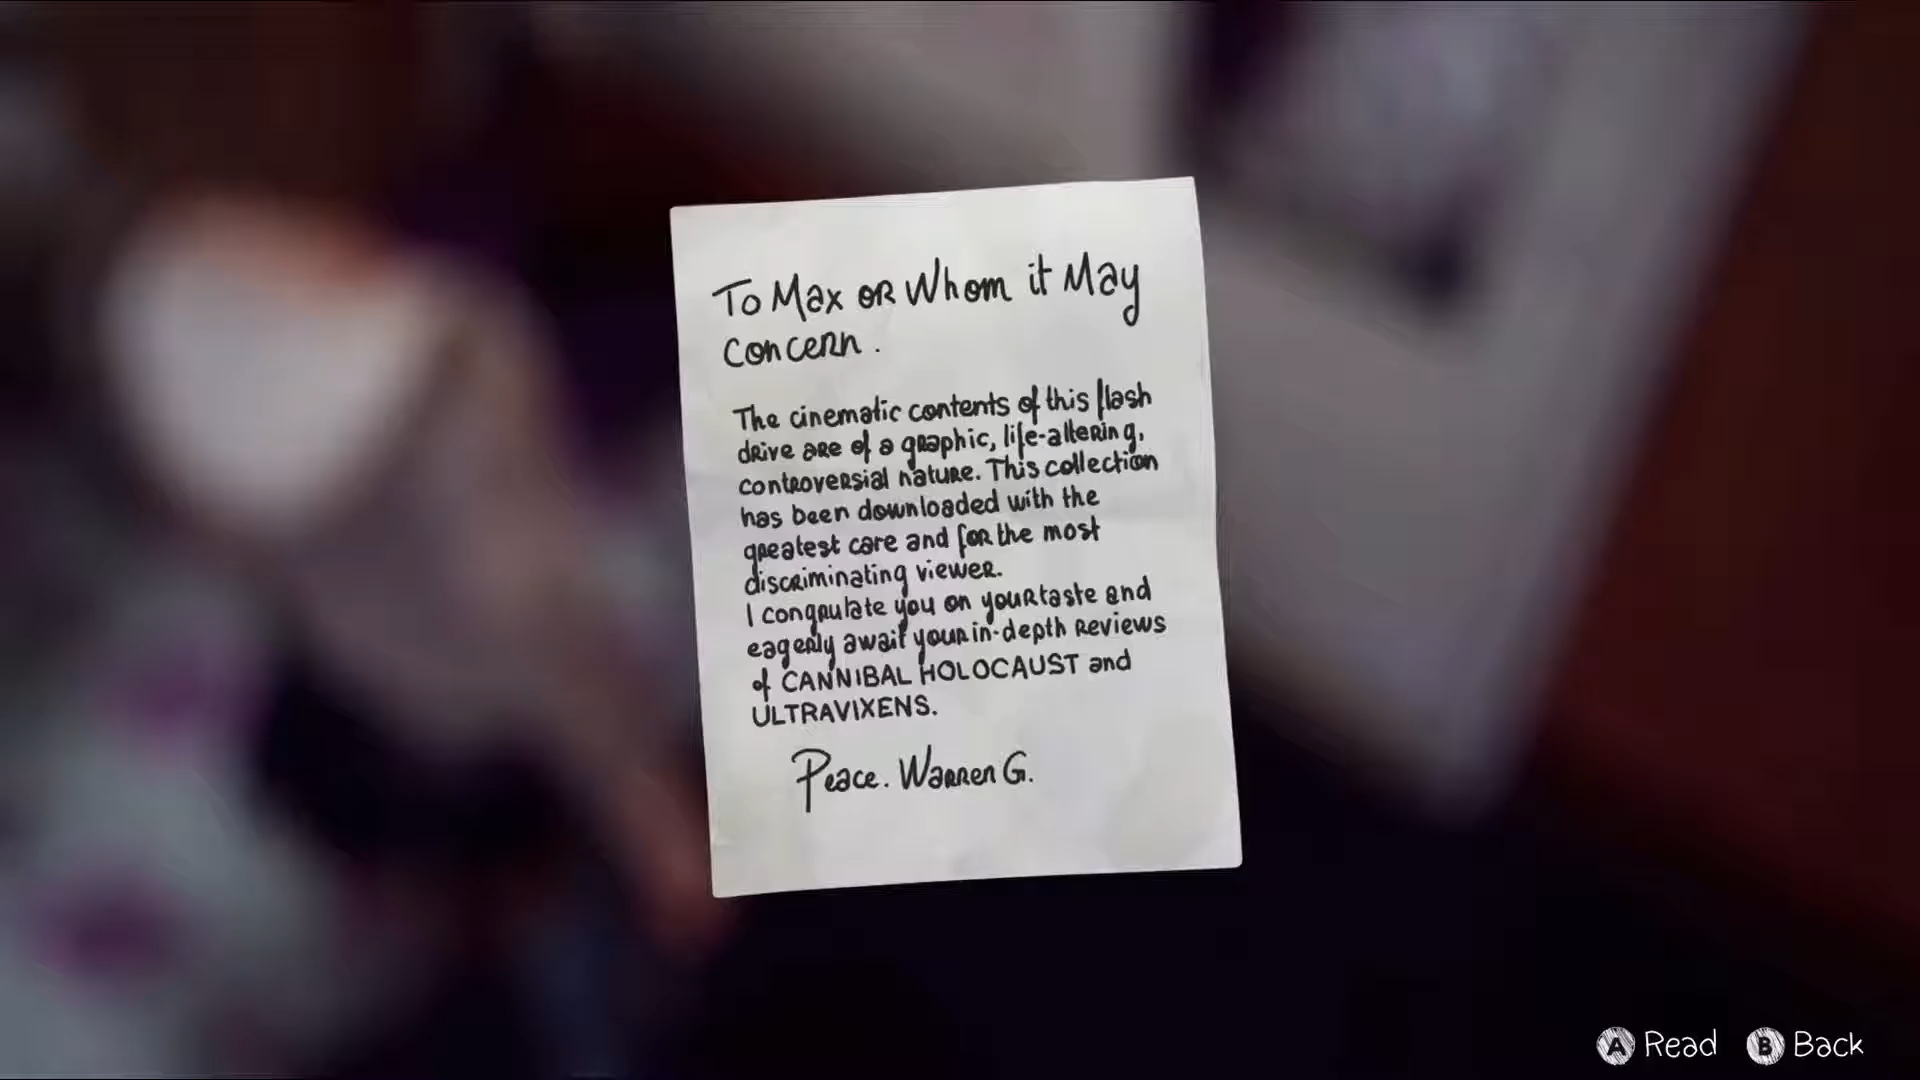 To Max or Whom it May
concern.
The cinematic contents of this flash
drive are of a graphic, life-altering,
controversial nature. This collection
has been downloaded with the
greatest care and for the most
discriminating viewer.
I congrulate you on your taste and
eagerly await your in-depth reviews
of CANNIBAL HOLOCAUST and
ULTRAVIXENS.
Peace. Warren G.
A Read B Back